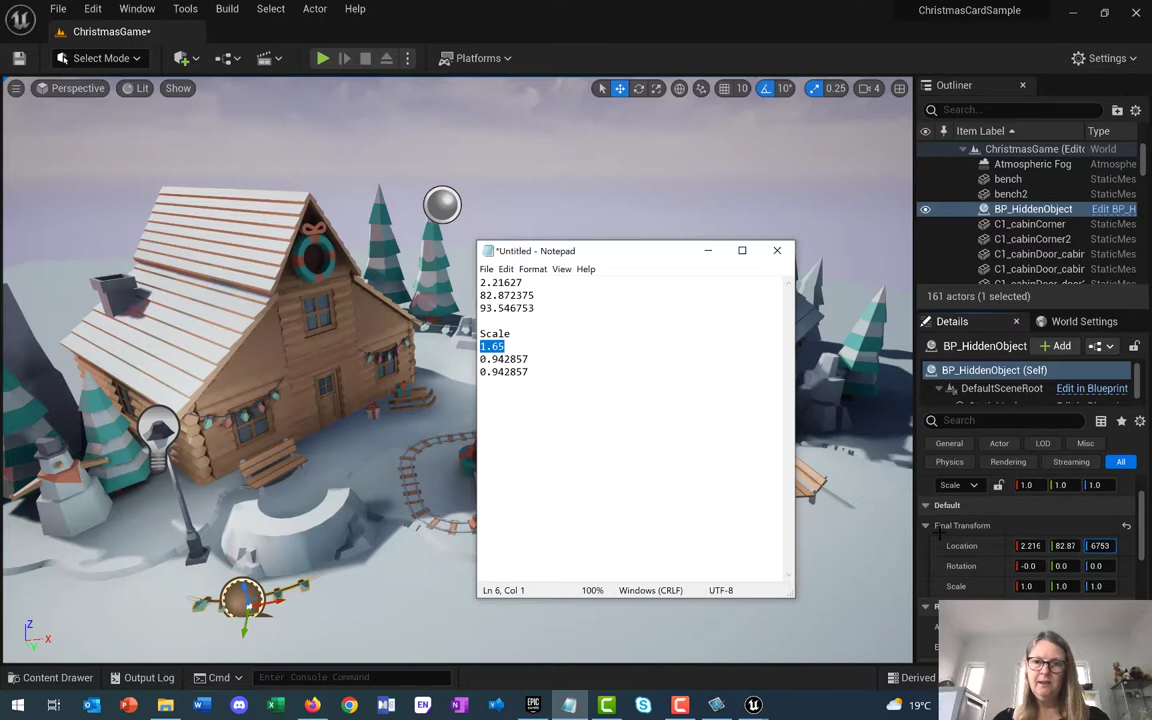 File Edit Window Tools Build Select Actor Help
ChristmasCardSample
ChristmasGame*
Select Mode
Platforms
Settings
Perspective Lit Show
10 10° 0.25 4
Outliner
Search...
Item Label Type
ChristmasGame (Edito World
Atmospheric Fog Atmosphe
bench StaticMes
bench2 StaticMes
BP_HiddenObject Edit BP_H
C1_cabinCorner StaticMes
C1_cabinCorner2 StaticMes
C1_cabinDoor_cabin StaticMes
161 actors (1 selected)
*Untitled - Notepad
File Edit Format View Help
2.21627
82.872375
93.546753
Scale
1.65
0.942857
0.942857
Ln 6, Col 1 100% Windows (CRLF) UTF-8
Details World Settings
BP_HiddenObject Add
BP_HiddenObject (Self)
DefaultSceneRoot Edit in Blueprint
Search
General Actor LOD Misc
Physics Rendering Streaming All
Scale 1.0 1.0 1.0
Default
Final Transform
Location 2.216 82.87 6753
Rotation -0.0 0.0 0.0
Scale 1.0 1.0 1.0
Z
X
Y
Content Drawer Output Log Cmd Enter Console Command Derived
EN
EPIC GAMES
19°C